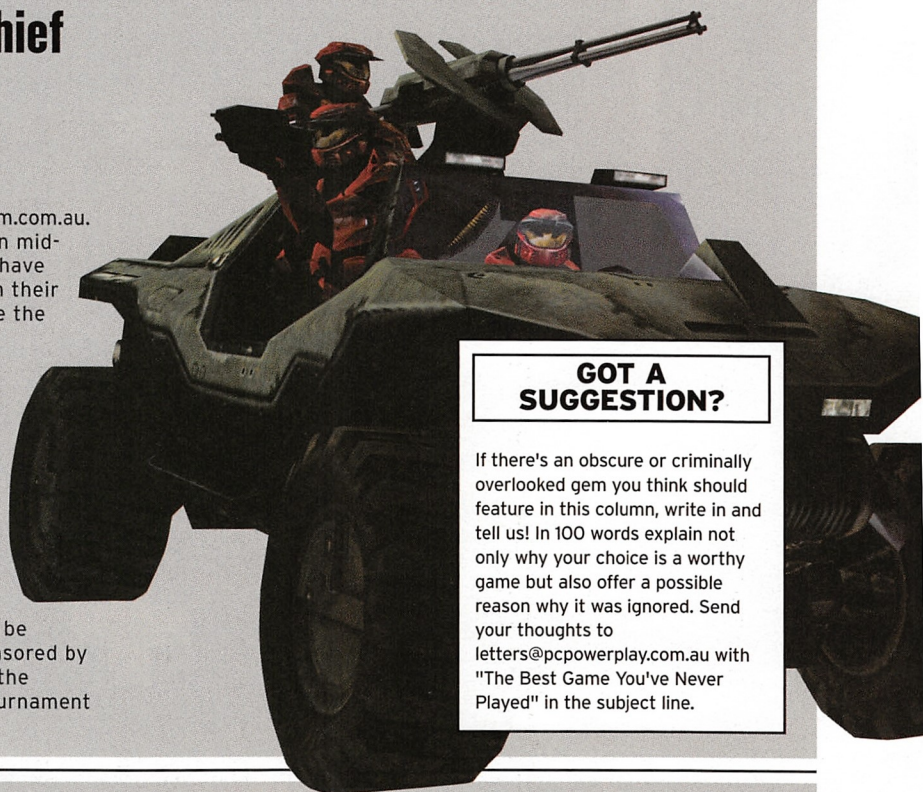 hief
m.com.au.
n mid-
have
n their
e the
be
nsored by
the
urnament
GOT A
SUGGESTION?
If there's an obscure or criminally
overlooked gem you think should
feature in this column, write in and
tell us! In 100 words explain not
only why your choice is a worthy
game but also offer a possible
reason why it was ignored. Send
your thoughts to
letters@pcpowerplay.com.au with
"The Best Game You've Never
Played" in the subject line.